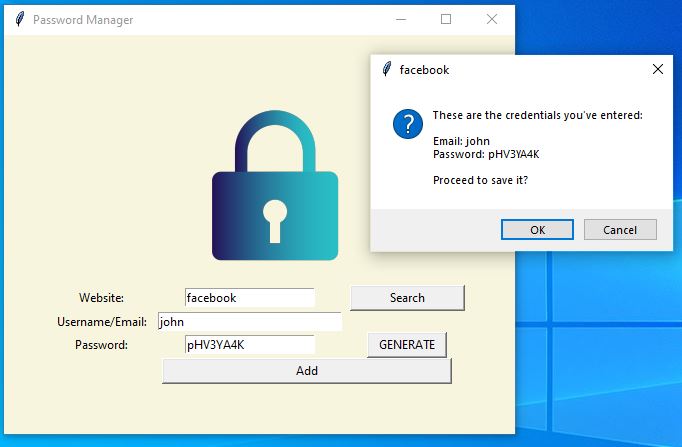 Password Manager
facebook
These are the credentials you've entered:
Email: john
Password: pHV3YA4K
Proceed to save it?
OK Cancel
Website: facebook Search
Username/Email: john
Password: pHV3YA4K GENERATE
Add